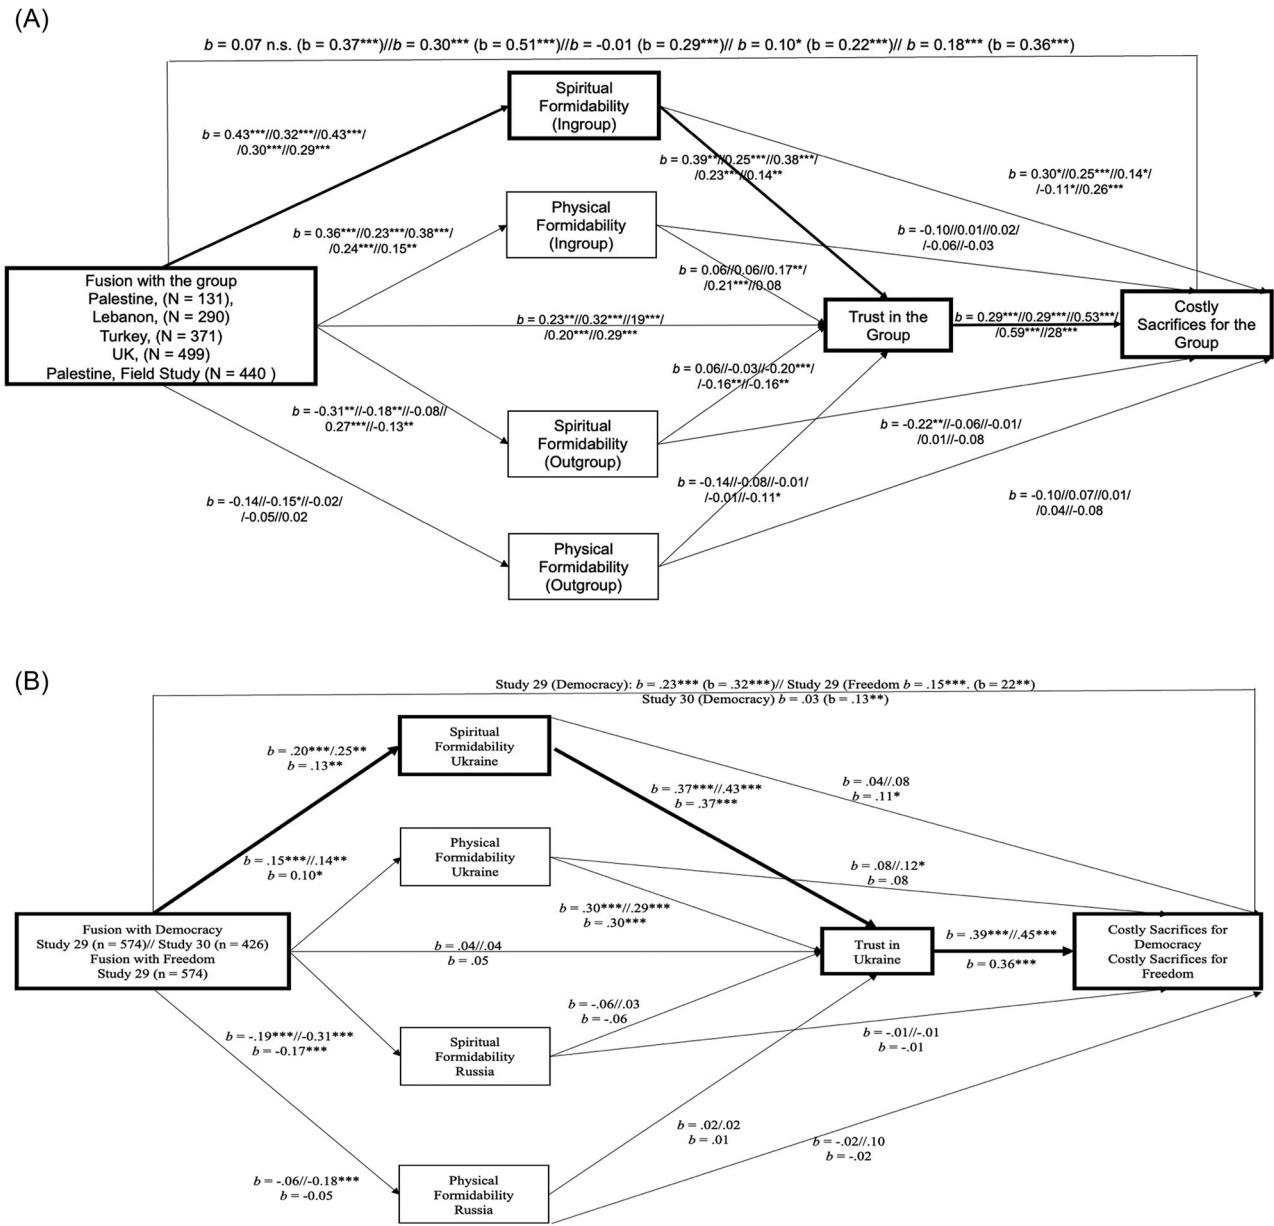 (A)
b = 0.07 n.s. (b = 0.37***)//b = 0.30*** (b = 0.51***)//b = -0.01 (b = 0.29***)// b = 0.10* (b = 0.22***)// b = 0.18*** (b = 0.36***)
Spiritual
Formidability
(Ingroup)
b = 0.43***//0.32***//0.43***/
/0.30***//0.29***
b = 0.39**//0.25***//0.38***/
/0.23***//0.14**
b = 0.30*//0.25***//0.14*/
/-0.11*//0.26***
Physical
Formidability
(Ingroup)
b = 0.36***//0.23***/0.38***/
/0.24***//0.15**
b = -0.10//0.01//0.02/
/-0.06//-0.03
b = 0.06//0.06//0.17**/
/0.21***//0.08
Fusion with the group
Palestine, (N = 131),
Lebanon, (N = 290)
Turkey, (N = 371)
UK, (N = 499)
Palestine, Field Study (N = 440 )
b = 0.23**//0.32***//19***/
/0.20***//0.29***
Trust in the
Group
b = 0.29***//0.29***//0.53***/
/0.59***//28***
Costly
Sacrifices for the
Group
b = 0.06//-0.03//-0.20***/
/-0.16**//-0.16**
b = -0.31**//-0.18**//-0.08//
0.27***//-0.13**
Spiritual
Formidability
(Outgroup)
b = -0.22**//-0.06//-0.01/
/0.01//-0.08
b = -0.14//-0.15*//-0.02/
/-0.05//0.02
b = -0.14//-0.08//-0.01/
/-0.01//-0.11*
b = -0.10//0.07//0.01/
/0.04//-0.08
Physical
Formidability
(Outgroup)
(B)
Study 29 (Democracy): b = .23*** (b = .32***)// Study 29 (Freedom b = .15***. (b = 22**)
Study 30 (Democracy) b = .03 (b = .13**)
Spiritual
Formidability
Ukraine
b = .20***/.25**
b = .13**
b = .37***//.43***
b = .37***
b = .04//.08
b = .11*
Physical
Formidability
Ukraine
b = .15***//.14**
b = 0.10*
b = .08//.12*
b = .08
b = .30***//.29***
b = .30***
Fusion with Democracy
Study 29 (n = 574)// Study 30 (n = 426)
Fusion with Freedom
Study 29 (n = 574)
b = .04//.04
b = .05
Trust in
Ukraine
b = .39***//.45***
b = 0.36***
Costly Sacrifices for
Democracy
Costly Sacrifices for
Freedom
b = -.06//.03
b = -.06
b = -.19***//-0.31***
b = -0.17***
Spiritual
Formidability
Russia
b = -.01//-.01
b = -.01
b = .02/.02
b = .01
b = -.02//.10
b = -.02
b = -.06//-0.18***
b = -0.05
Physical
Formidability
Russia